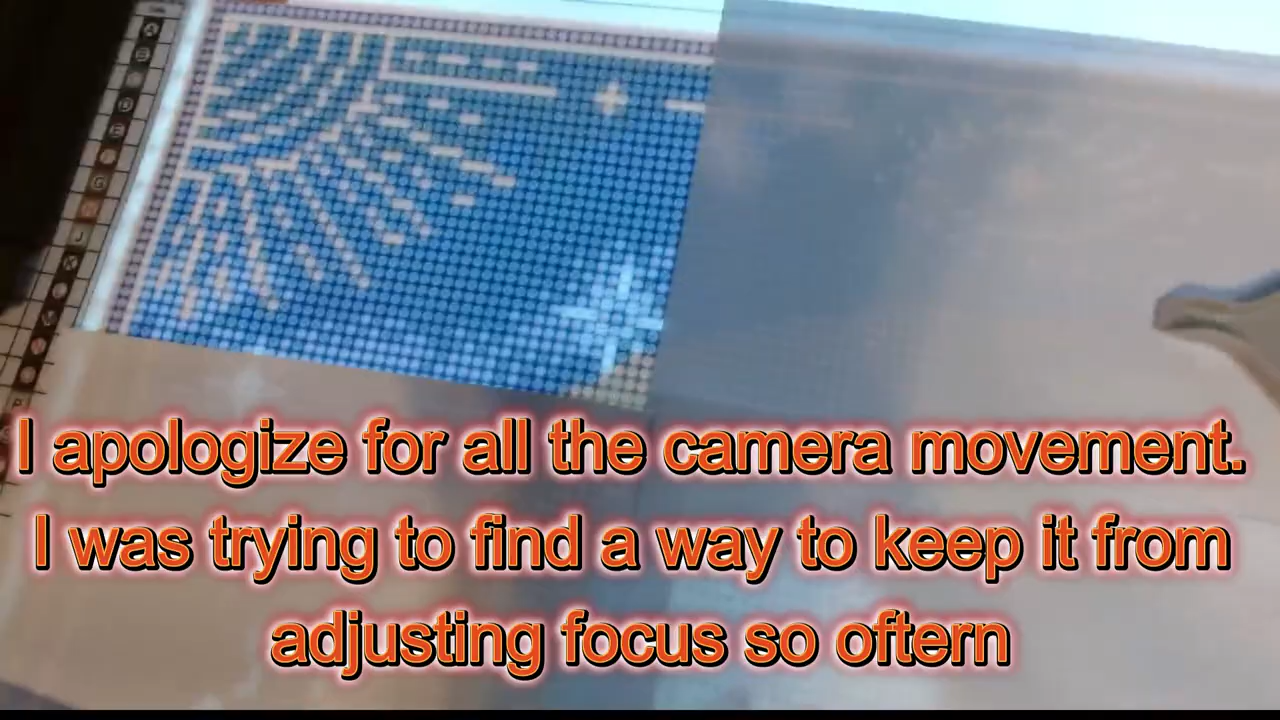 I apologize for all the camera movement.
I was trying to find a way to keep it from
adjusting focus so oftern